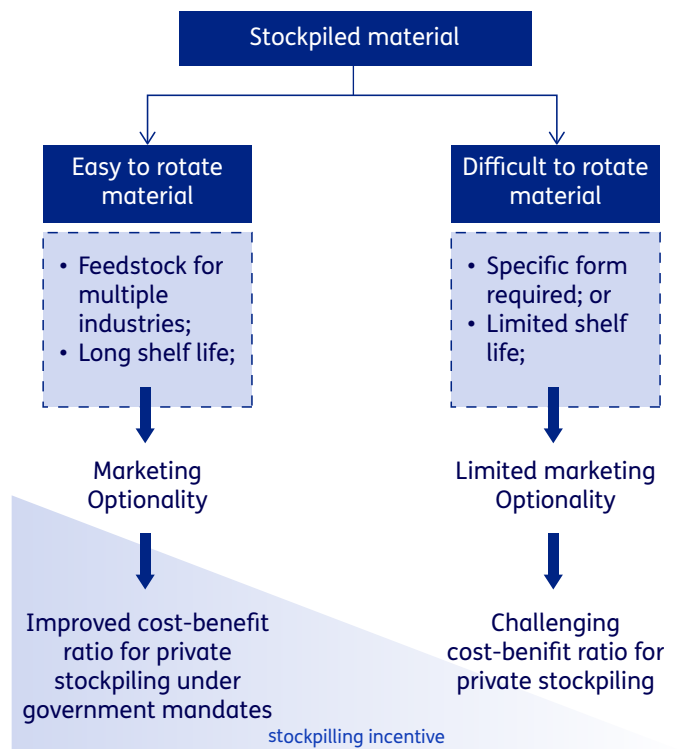 Stockpiled material
Easy to rotate
material
• Feedstock for
multiple
industries;
• Long shelf life;
Marketing
Optionality
Improved cost-benefit
ratio for private
stockpiling under
government mandates
Difficult to rotate
material
• Specific form
required; or
• Limited shelf
life;
Limited marketing
Optionality
Challenging
cost-benifit ratio for
private stockpiling
stockpilling incentive